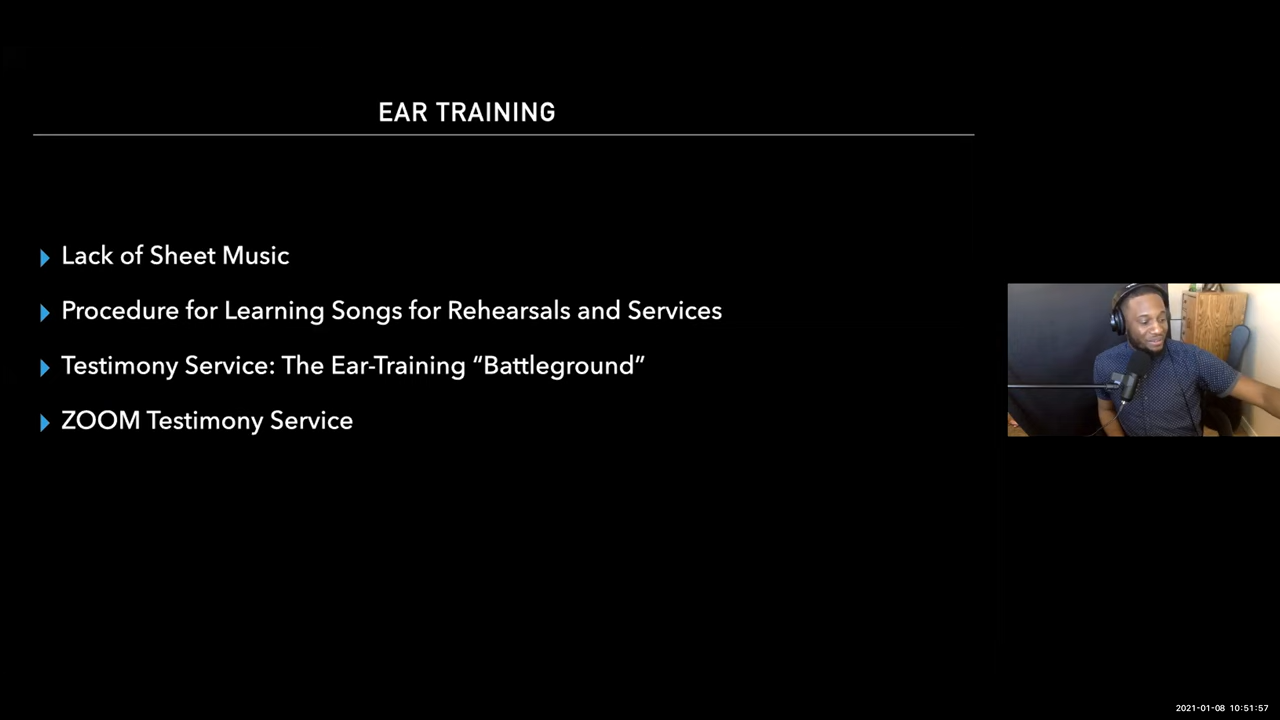 EAR TRAINING
Lack of Sheet Music
Procedure for Learning Songs for Rehearsals and Services
Testimony Service: The Ear-Training “Battleground”
ZOOM Testimony Service
2021-01-08 10:51:57